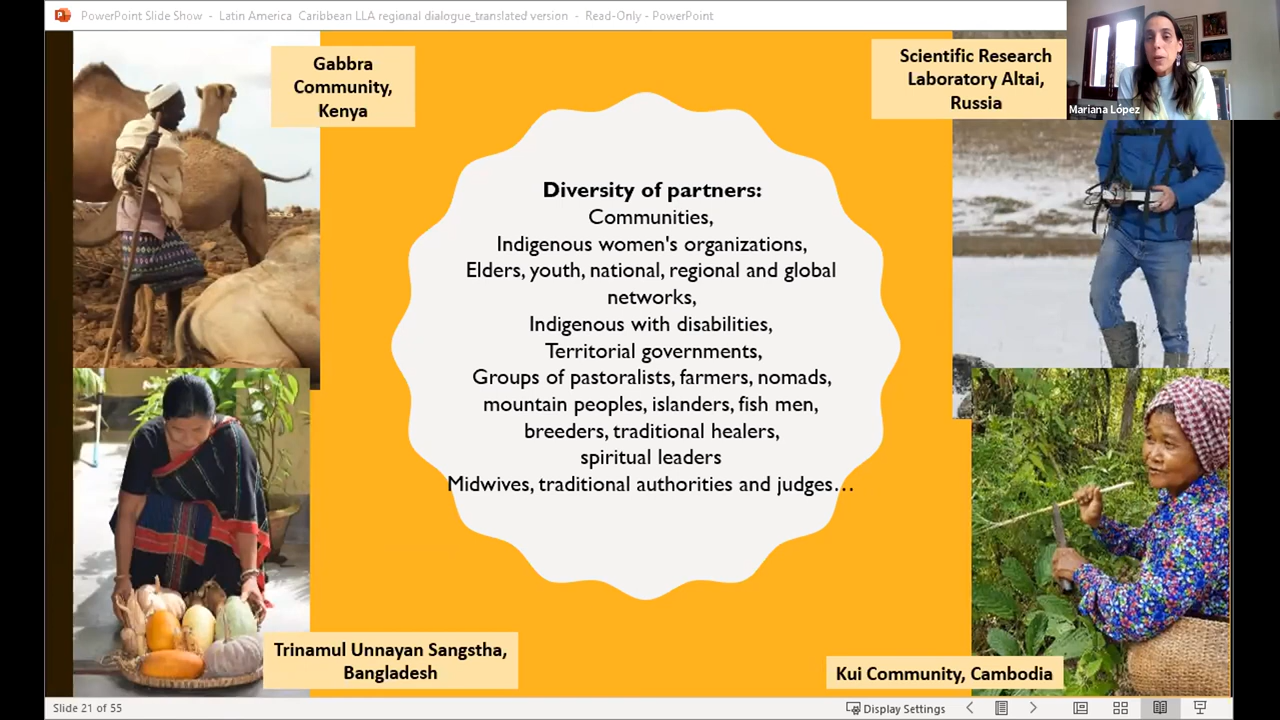 PowerPoint Slide Show - Latin America Caribbean LLA regional dialogue_translated version - Read-Only - PowerPoint
Gabbra
Community,
Kenya
Scientific Research
Laboratory Altai,
Russia
Mariana López
Diversity of partners:
Communities,
Indigenous women's organizations,
Elders, youth, national, regional and global
networks,
Indigenous with disabilities,
Territorial governments,
Groups of pastoralists, farmers, nomads,
mountain peoples, islanders, fish men,
breeders, traditional healers,
spiritual leaders
Midwives, traditional authorities and judges…
Trinamul Unnayan Sangstha,
Bangladesh
Kui Community, Cambodia
Slide 21 of 55
Display Settings